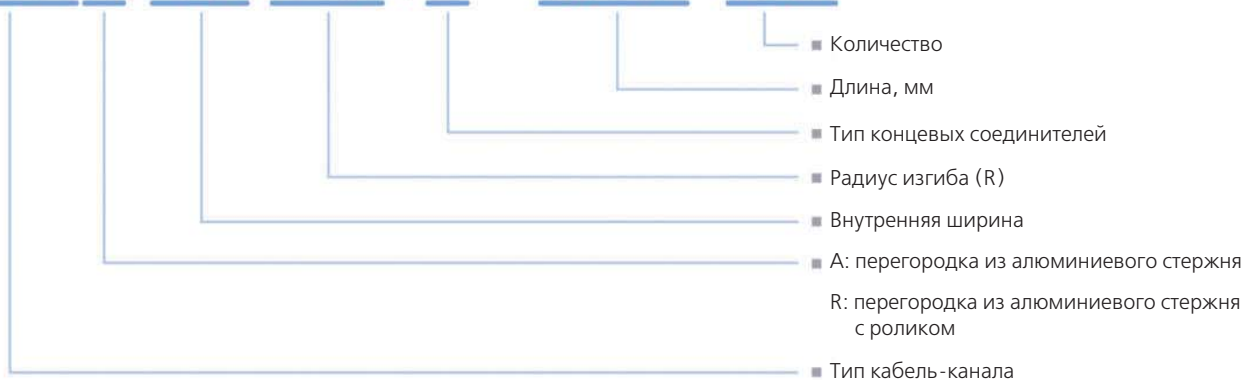 Количество
Длина, мм
Тип концевых соединителей
Радиус изгиба (R)
Внутренняя ширина
A: перегородка из алюминиевого стержня
R: перегородка из алюминиевого стержня
с роликом
Тип кабель-канала